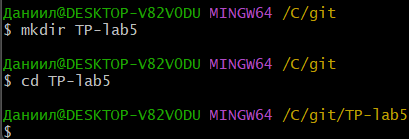 Даниил@DESKTOP-V82V0DU MINGW64 /C/git
$ mkdir TP-lab5
Даниил@DESKTOP-V82V0DU MINGW64 /C/git
$ cd TP-lab5
Даниил@DESKTOP-V82V0DU MINGW64 /C/git/TP-lab5
$